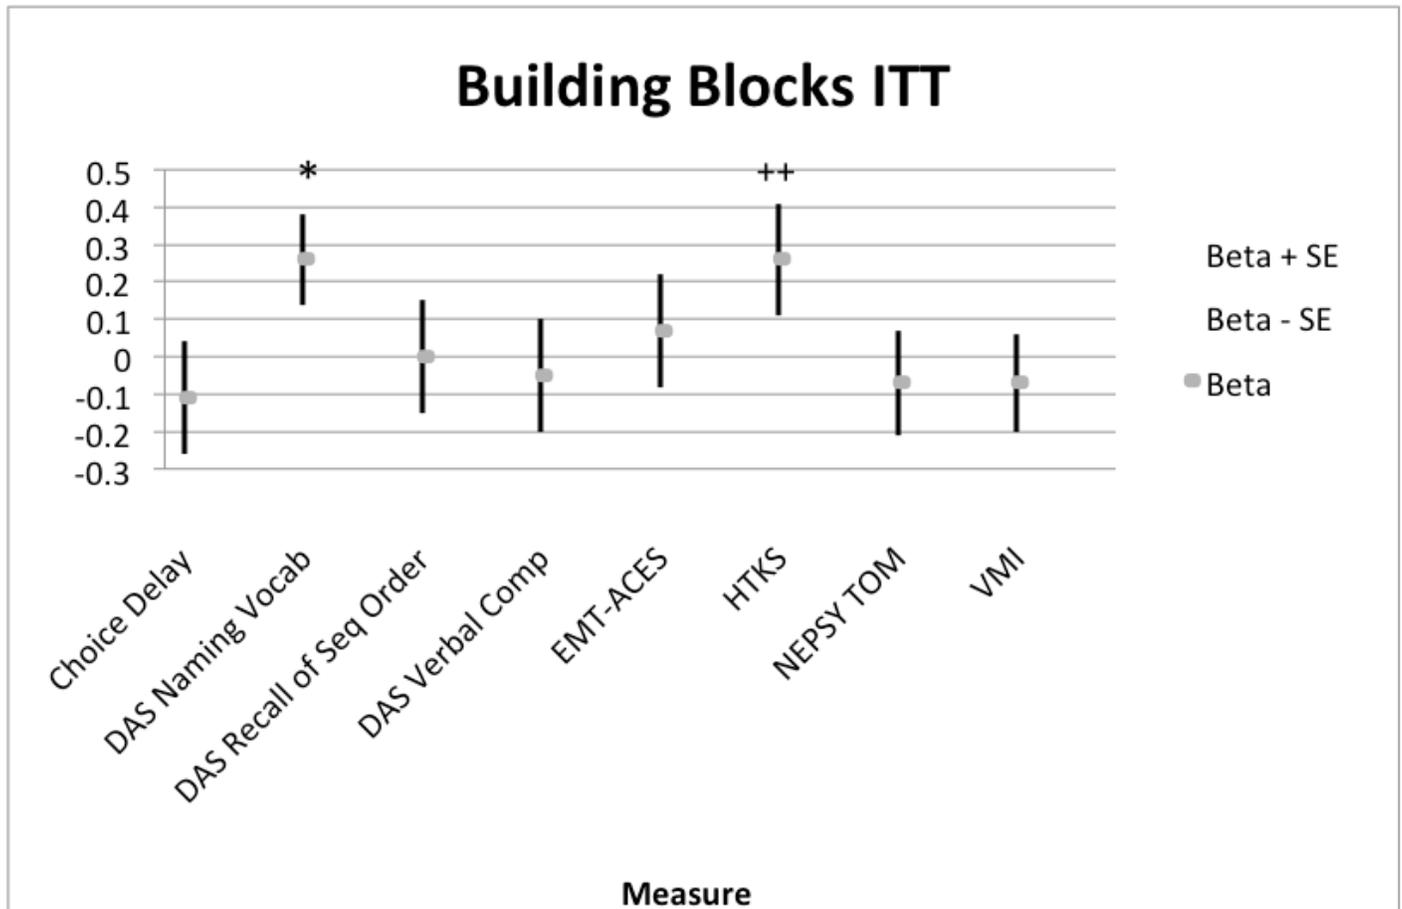 Building Blocks ITT
* ++
0.5
0.4
0.3
0.2
0.1
0
-0.1
-0.2
-0.3
Beta + SE
Beta - SE
Beta
Choice Delay
DAS Naming Vocab
DAS Recall of Seq Order
DAS Verbal Comp
EMT-ACES
HTKS
NEPSY TOM
VMI
Measure